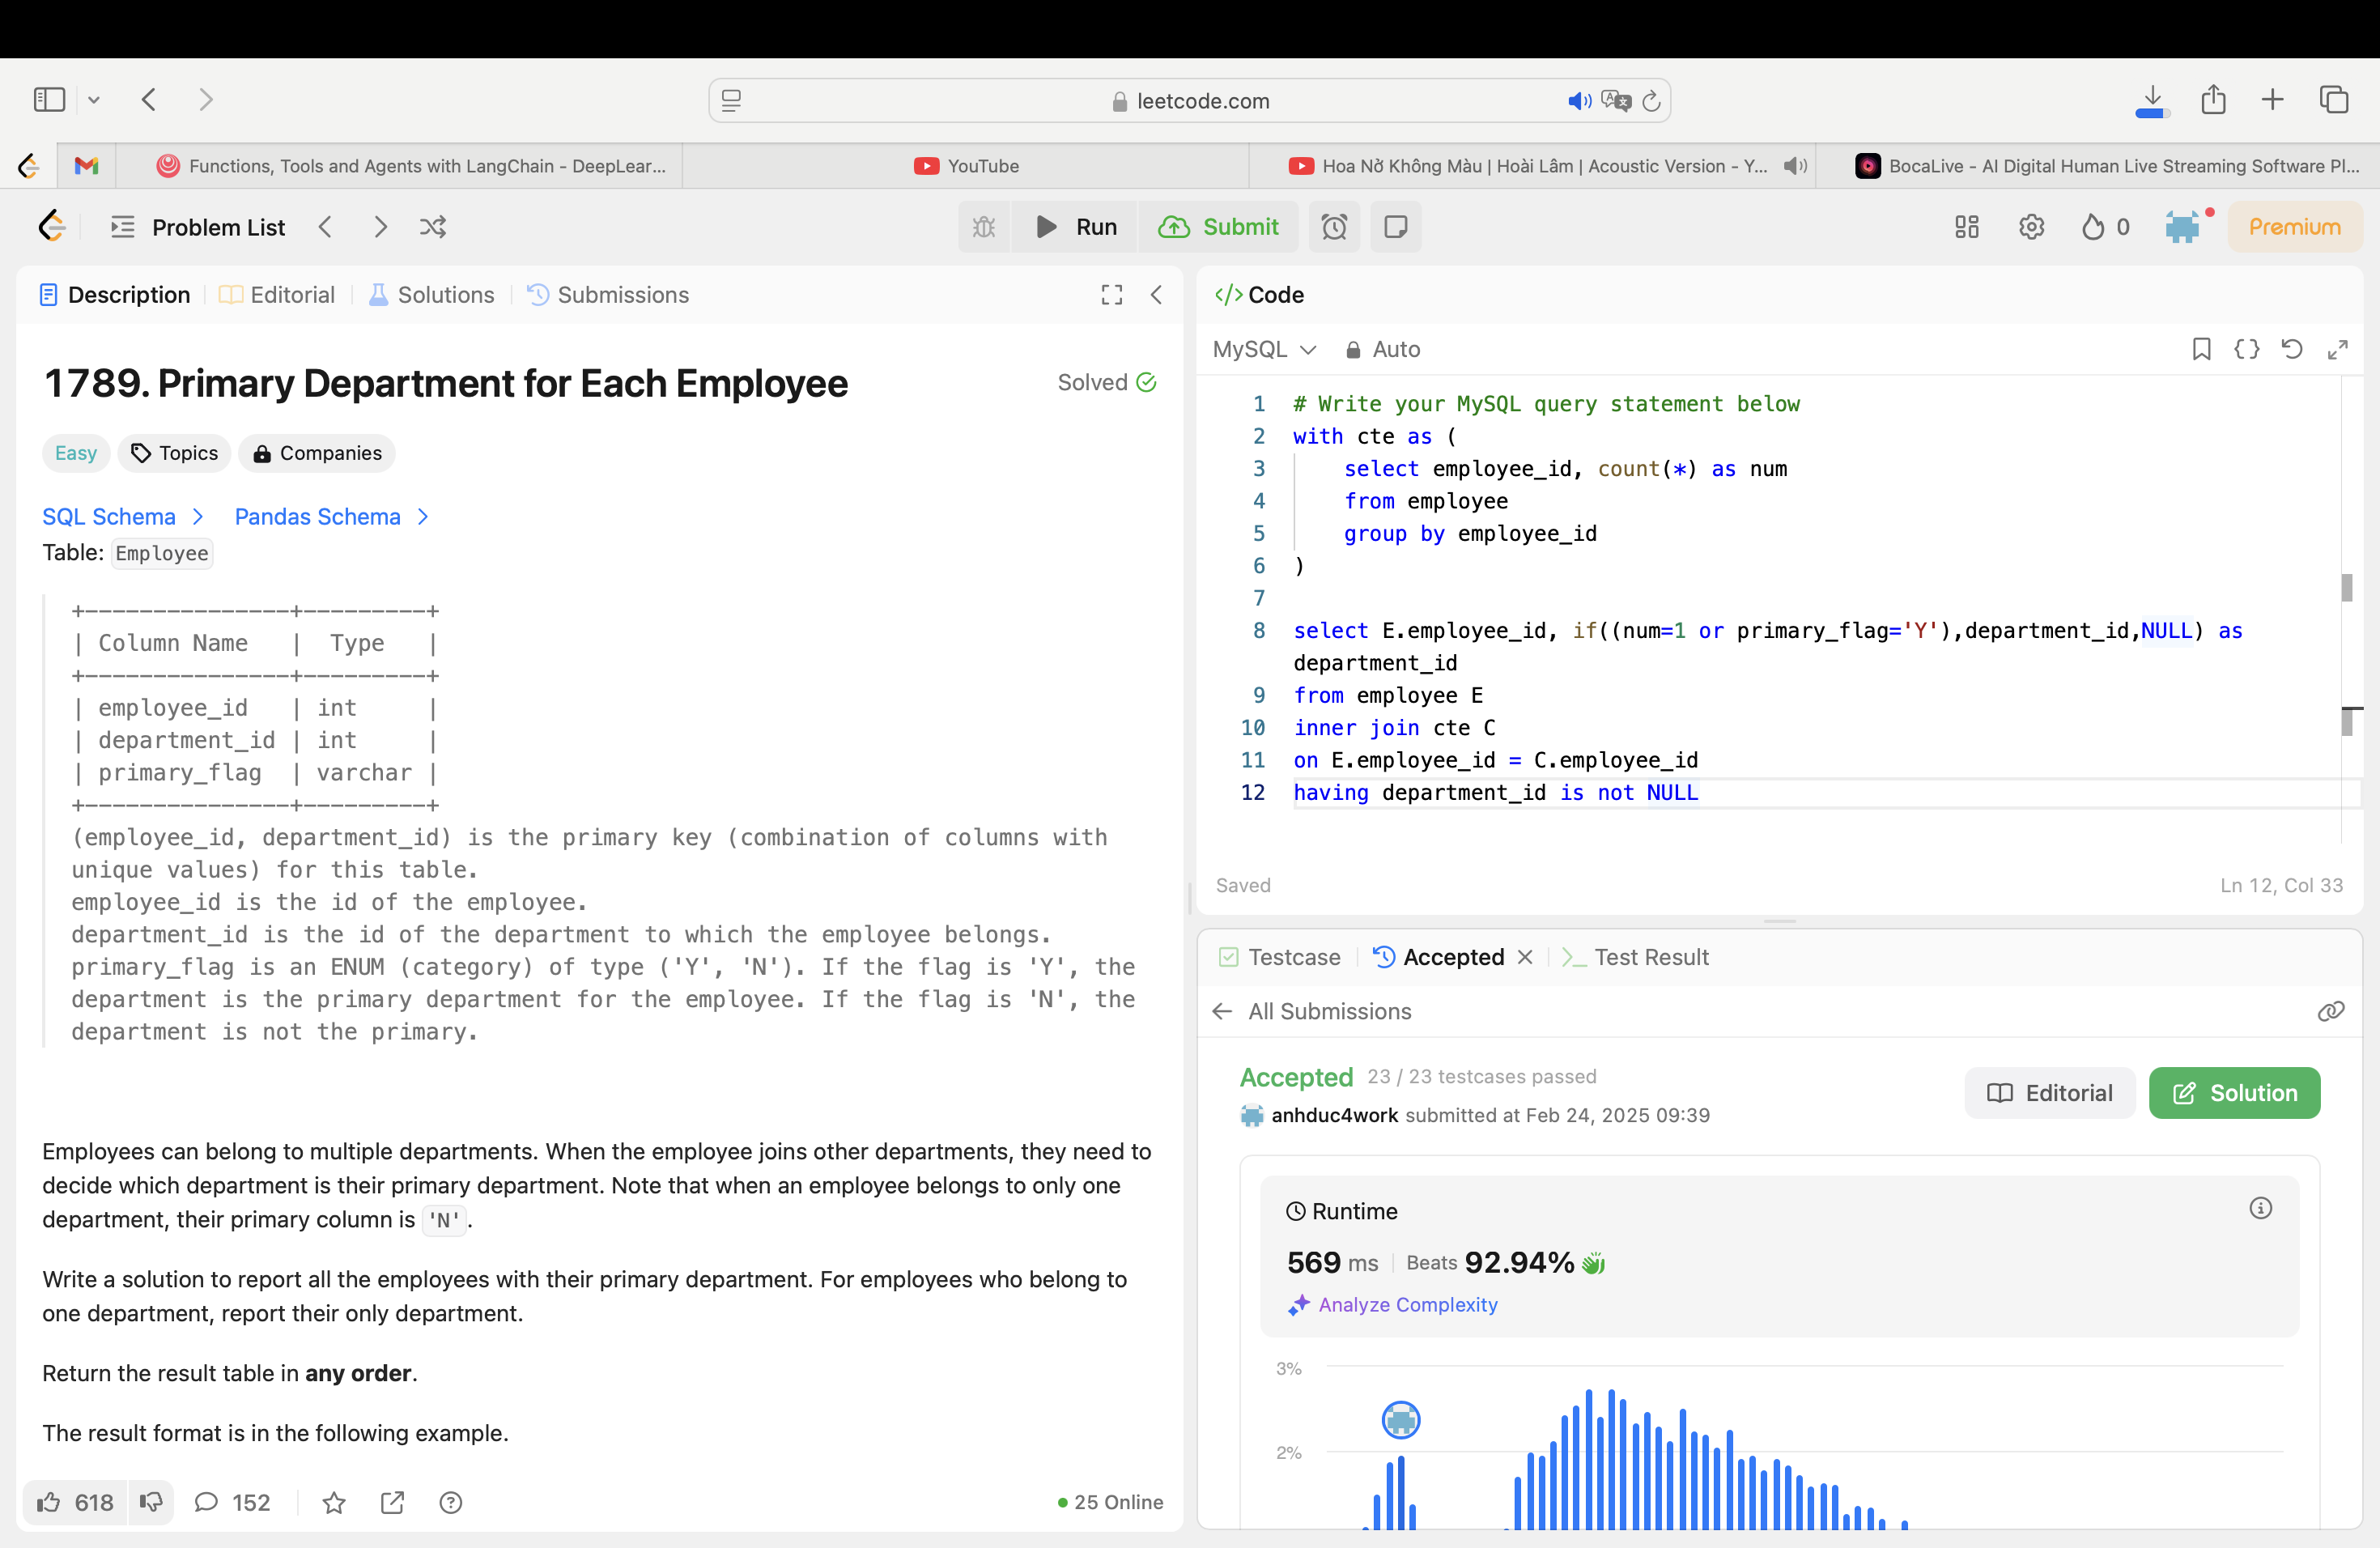 leetcode.com
Functions, Tools and Agents with LangChain - DeepLear...
YouTube
Hoa Nở Không Màu | Hoài Lâm | Acoustic Version - Y...
BocaLive - AI Digital Human Live Streaming Software Pl...
Problem List
Run
Submit
0
Premium
Description
Editorial
Solutions
Submissions
1789. Primary Department for Each Employee
Solved
Easy
Topics
Companies
SQL Schema
Pandas Schema
Table: Employee
+---------------+---------+
| Column Name   |  Type   |
+---------------+---------+
| employee_id   | int     |
| department_id | int     |
| primary_flag  | varchar |
+---------------+---------+
(employee_id, department_id) is the primary key (combination of columns with
unique values) for this table.
employee_id is the id of the employee.
department_id is the id of the department to which the employee belongs.
primary_flag is an ENUM (category) of type ('Y', 'N'). If the flag is 'Y', the
department is the primary department for the employee. If the flag is 'N', the
department is not the primary.
Employees can belong to multiple departments. When the employee joins other departments, they need to
decide which department is their primary department. Note that when an employee belongs to only one
department, their primary column is 'N'.
Write a solution to report all the employees with their primary department. For employees who belong to
one department, report their only department.
Return the result table in any order.
The result format is in the following example.
618
152
25 Online
</> Code
MySQL
Auto
1 # Write your MySQL query statement below
2 with cte as (
3     select employee_id, count(*) as num
4     from employee
5     group by employee_id
6 )
7
8 select E.employee_id, if((num=1 or primary_flag='Y'),department_id,NULL) as
department_id
9 from employee E
10 inner join cte C
11 on E.employee_id = C.employee_id
12 having department_id is not NULL
Saved
Ln 12, Col 33
Testcase
Accepted
Test Result
All Submissions
Accepted 23 / 23 testcases passed
anhduc4work submitted at Feb 24, 2025 09:39
Editorial
Solution
Runtime
569 ms Beats 92.94%
Analyze Complexity
3%
2%